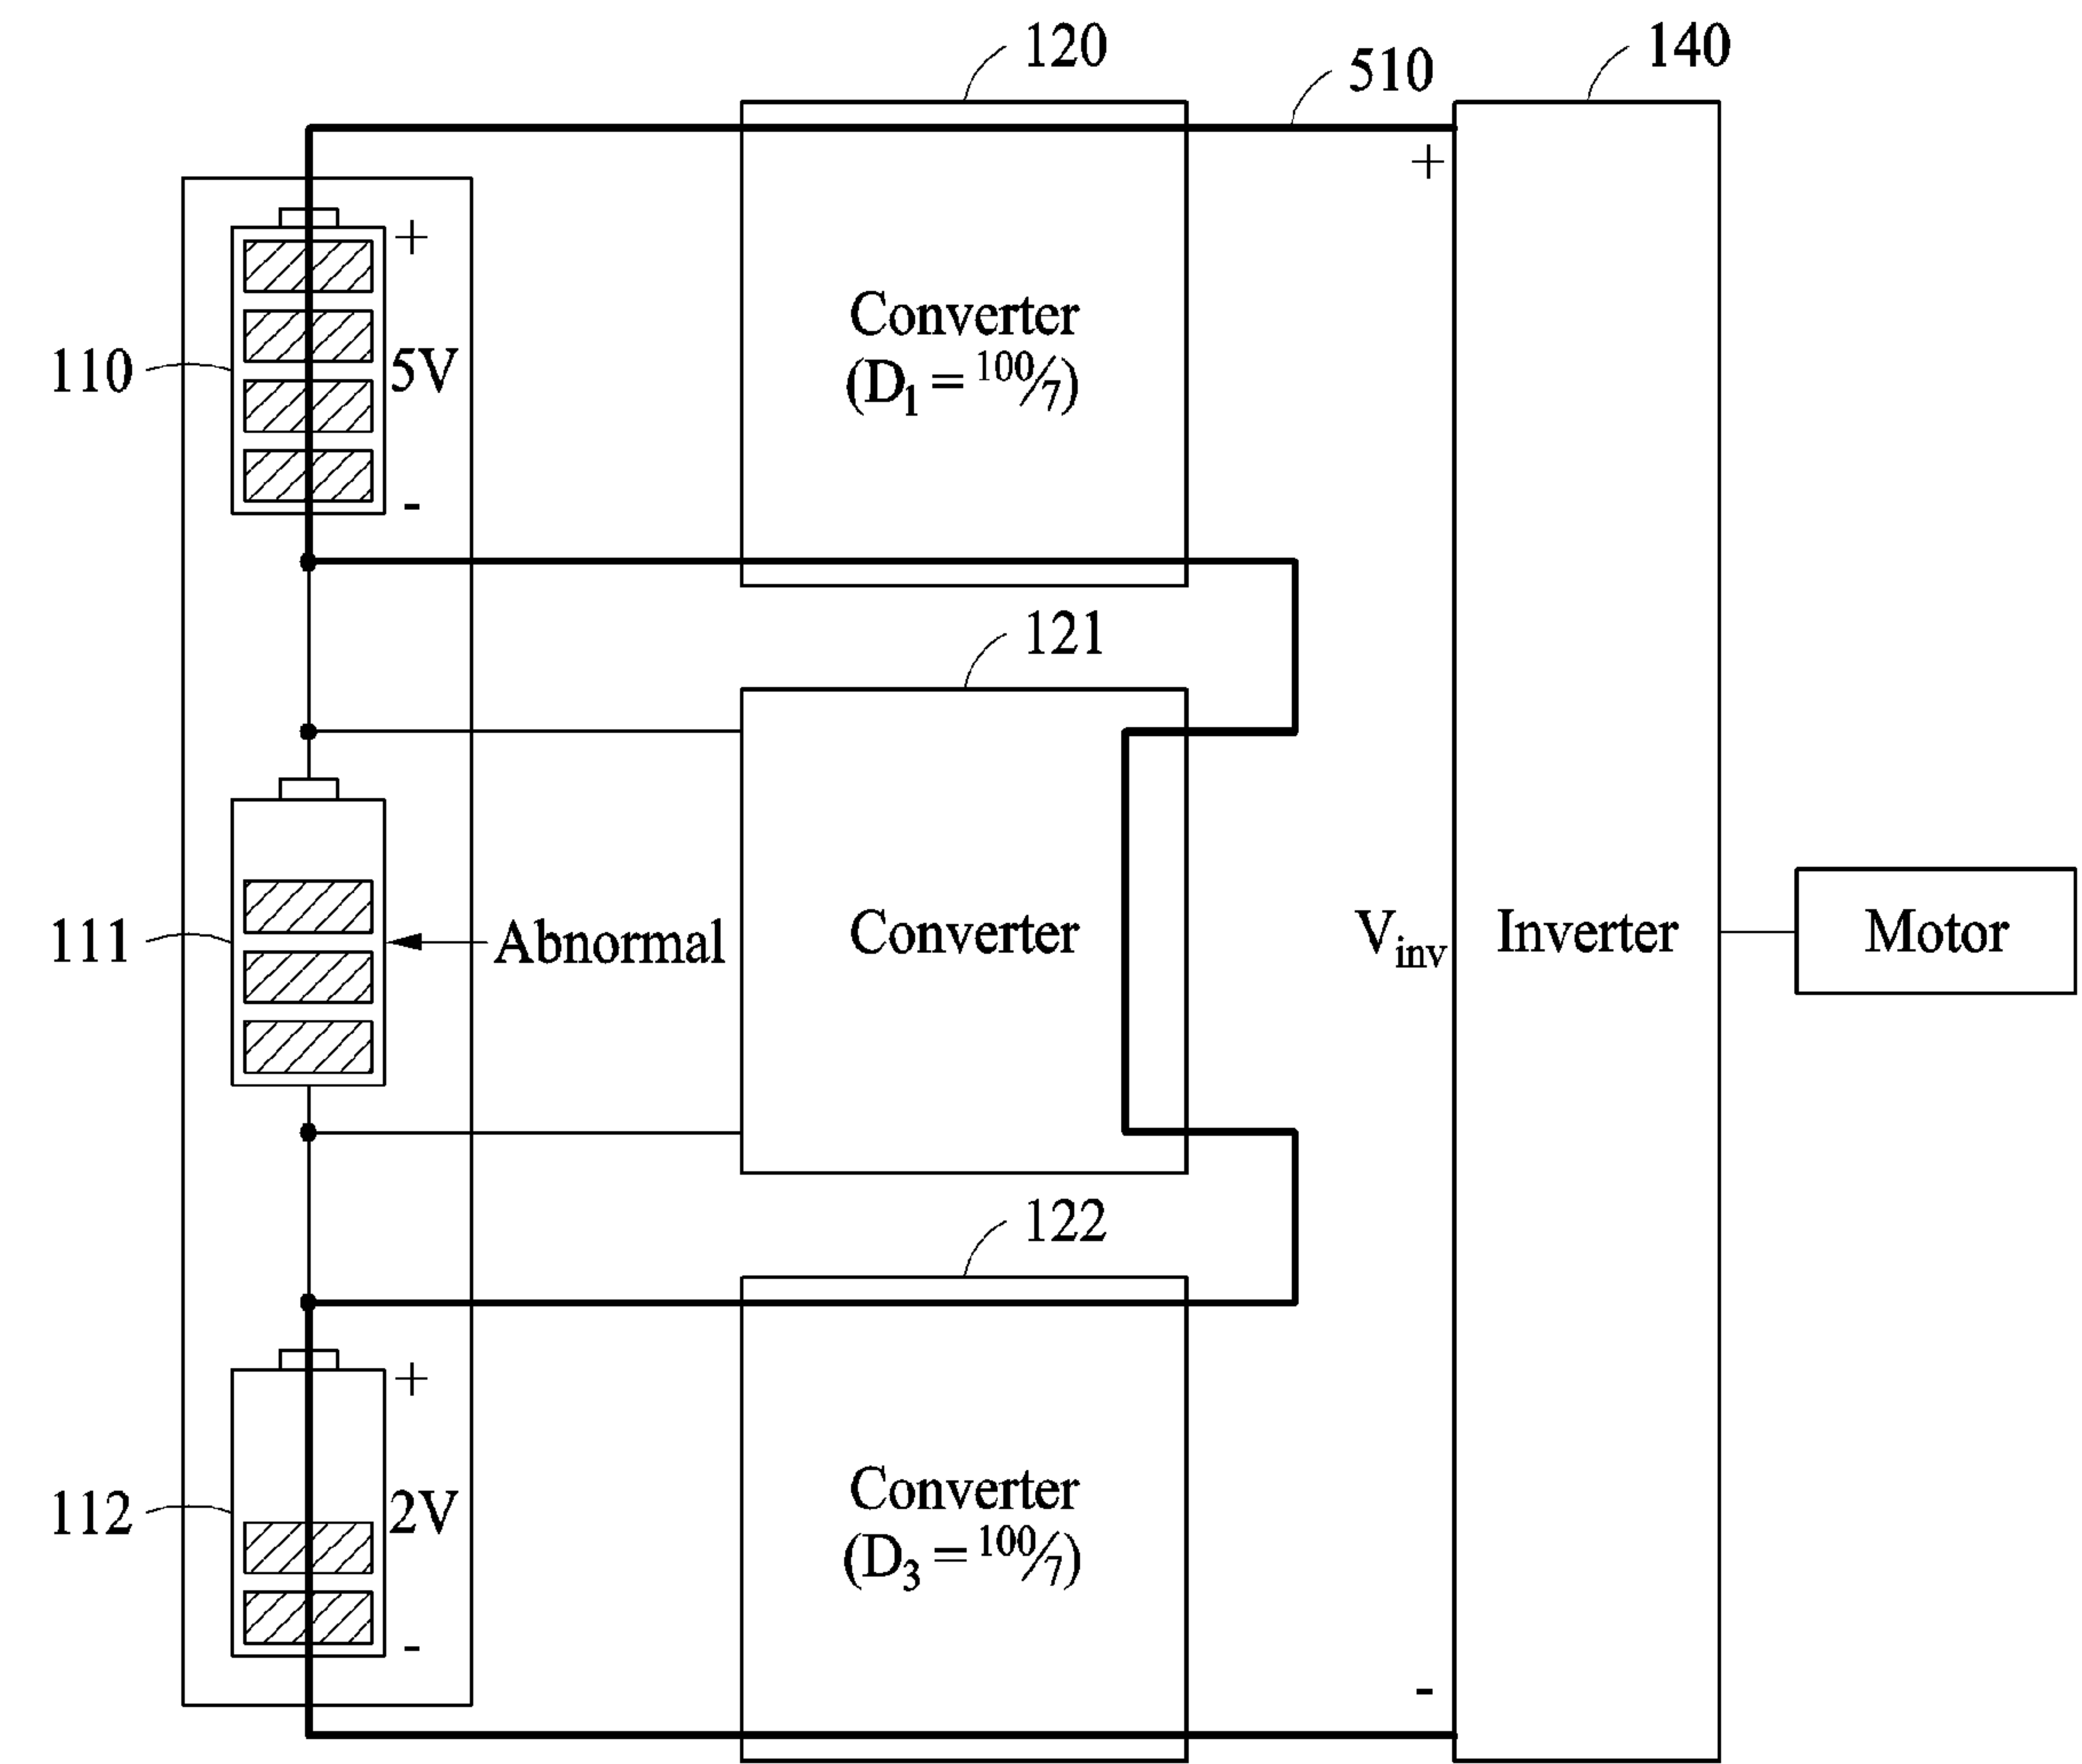 120
510
140
+
+
110
5V
Converter
(D₁ = 100/7)
-
121
111
Abnormal
Converter
Vinv
Inverter
Motor
122
+
112
2V
Converter
(D₃ = 100/7)
-
-